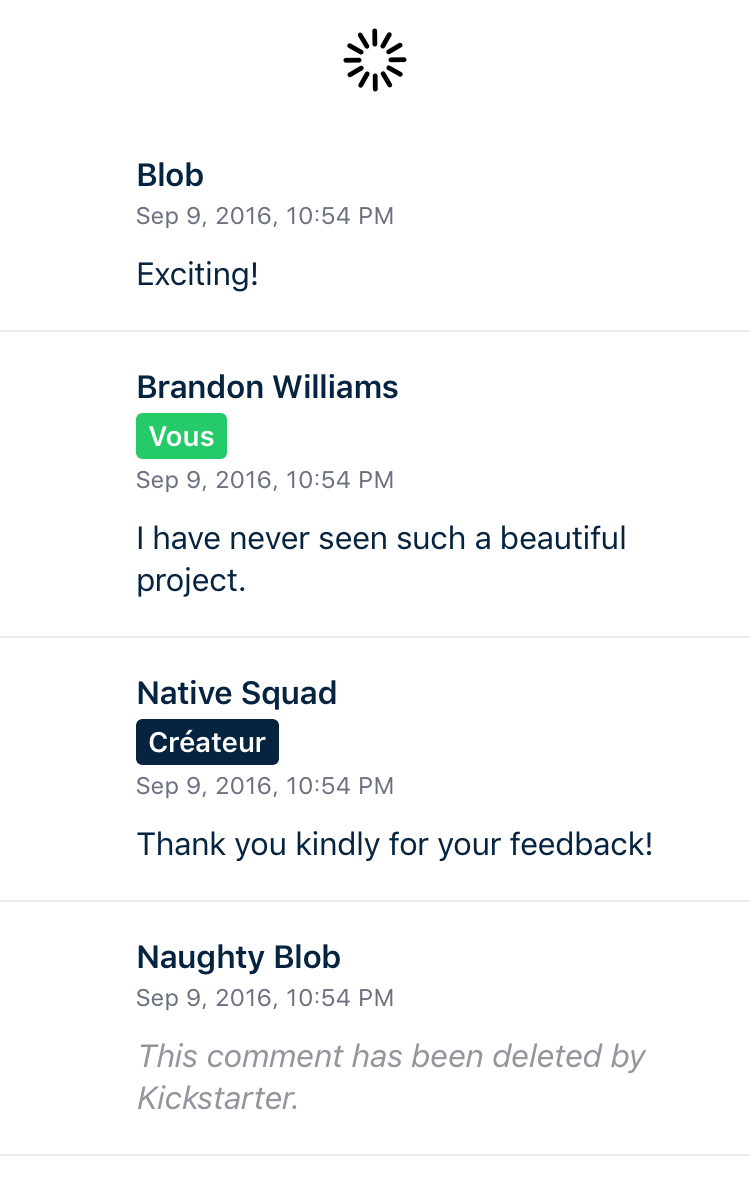 Blob
Sep 9, 2016, 10:54 PM
Exciting!
Brandon Williams
Vous
Sep 9, 2016, 10:54 PM
I have never seen such a beautiful
project.
Native Squad
Créateur
Sep 9, 2016, 10:54 PM
Thank you kindly for your feedback!
Naughty Blob
Sep 9, 2016, 10:54 PM
This comment has been deleted by
Kickstarter.